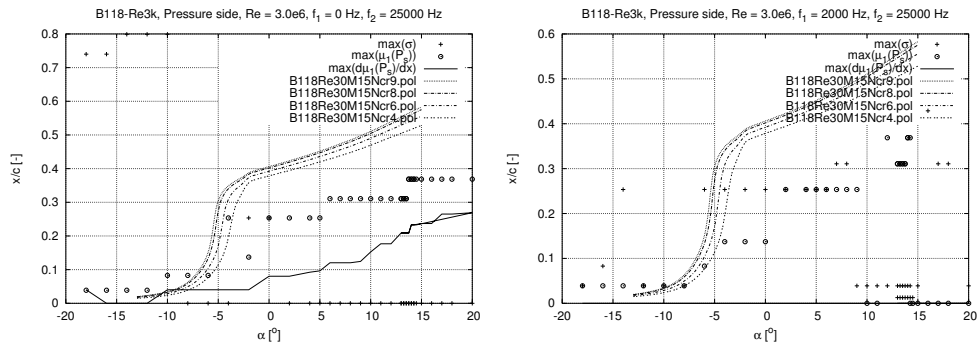 B118-Re3k, Pressure side, Re = 3.0e6, f₁ = 0 Hz, f₂ = 25000 Hz
max(σ)
max(μ₁(Pₛ))
max(dμ₁(Pₛ)/dx)
B118Re30M15Ncr9.pol
B118Re30M15Ncr8.pol
B118Re30M15Ncr6.pol
B118Re30M15Ncr4.pol
0.8
0.7
0.6
0.5
0.4
0.3
0.2
0.1
0
x/c [-]
-20 -15 -10 -5 0 5 10 15 20
α [°]
B118-Re3k, Pressure side, Re = 3.0e6, f₁ = 2000 Hz, f₂ = 25000 Hz
max(σ)
max(μ₁(Pₛ))
max(dμ₁(Pₛ)/dx)
B118Re30M15Ncr9.pol
B118Re30M15Ncr8.pol
B118Re30M15Ncr6.pol
B118Re30M15Ncr4.pol
0.6
0.5
0.4
0.3
0.2
0.1
0
x/c [-]
-20 -15 -10 -5 0 5 10 15 20
α [°]